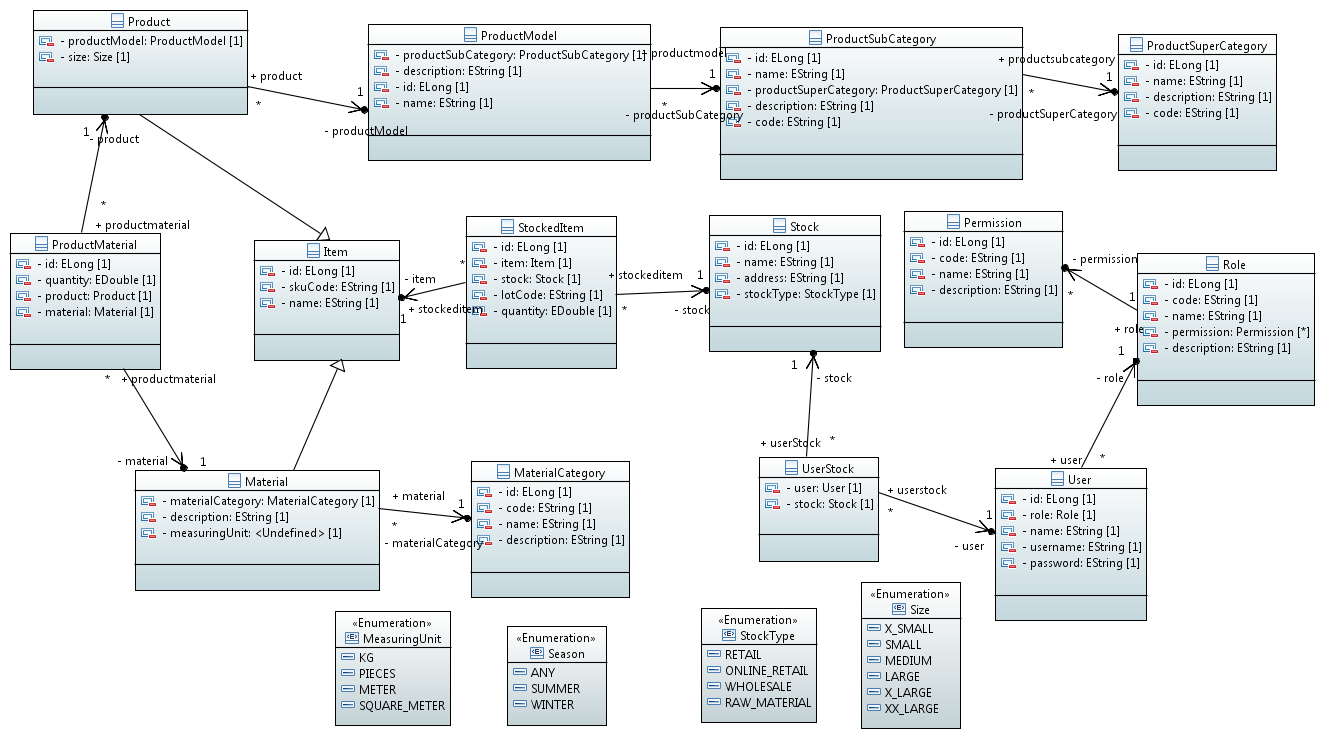 Product
- productModel: ProductModel [1]
- size: Size [1]
+ product
*
1
- productModel
ProductModel
- productSubCategory: ProductSubCategory [1]
- description: EString [1]
- id: ELong [1]
- name: EString [1]
+ productmodel
1
*
- productSubCategory
ProductSubCategory
- id: ELong [1]
- name: EString [1]
- productSuperCategory: ProductSuperCategory [1]
- description: EString [1]
- code: EString [1]
+ productsubcategory
1
*
- productSuperCategory
ProductSuperCategory
- id: ELong [1]
- name: EString [1]
- description: EString [1]
- code: EString [1]
1
- product
*
+ productmaterial
ProductMaterial
- id: ELong [1]
- quantity: EDouble [1]
- product: Product [1]
- material: Material [1]
* + productmaterial
- material
1
Item
- id: ELong [1]
- skuCode: EString [1]
- name: EString [1]
- item
*
+ stockeditem
1
StockedItem
- id: ELong [1]
- item: Item [1]
- stock: Stock [1]
- lotCode: EString [1]
- quantity: EDouble [1]
+ stockeditem
1
*
- stock
Stock
- id: ELong [1]
- name: EString [1]
- address: EString [1]
- stockType: StockType [1]
1
- stock
+ userStock
*
Permission
- id: ELong [1]
- code: EString [1]
- name: EString [1]
- description: EString [1]
- permission
*
1
+ role
Role
- id: ELong [1]
- code: EString [1]
- name: EString [1]
- permission: Permission [*]
- description: EString [1]
1
- role
+ user
*
Material
- materialCategory: MaterialCategory [1]
- description: EString [1]
- measuringUnit: <Undefined> [1]
+ material
1
*
- materialCategory
MaterialCategory
- id: ELong [1]
- code: EString [1]
- name: EString [1]
- description: EString [1]
UserStock
- user: User [1]
- stock: Stock [1]
+ userstock
*
1
- user
User
- id: ELong [1]
- role: Role [1]
- name: EString [1]
- username: EString [1]
- password: EString [1]
«Enumeration»
MeasuringUnit
KG
PIECES
METER
SQUARE_METER
«Enumeration»
Season
ANY
SUMMER
WINTER
«Enumeration»
StockType
RETAIL
ONLINE_RETAIL
WHOLESALE
RAW_MATERIAL
«Enumeration»
Size
X_SMALL
SMALL
MEDIUM
LARGE
X_LARGE
XX_LARGE